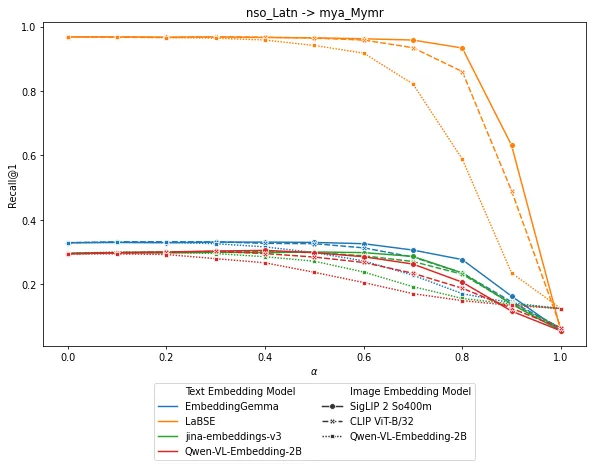 nso_Latn -> mya_Mymr
1.0
0.8
0.6
0.4
0.2
Recall@1
0.0 0.2 0.4 0.6 0.8 1.0
α
Text Embedding Model Image Embedding Model
EmbeddingGemma SigLIP 2 So400m
LaBSE CLIP ViT-B/32
jina-embeddings-v3 Qwen-VL-Embedding-2B
Qwen-VL-Embedding-2B